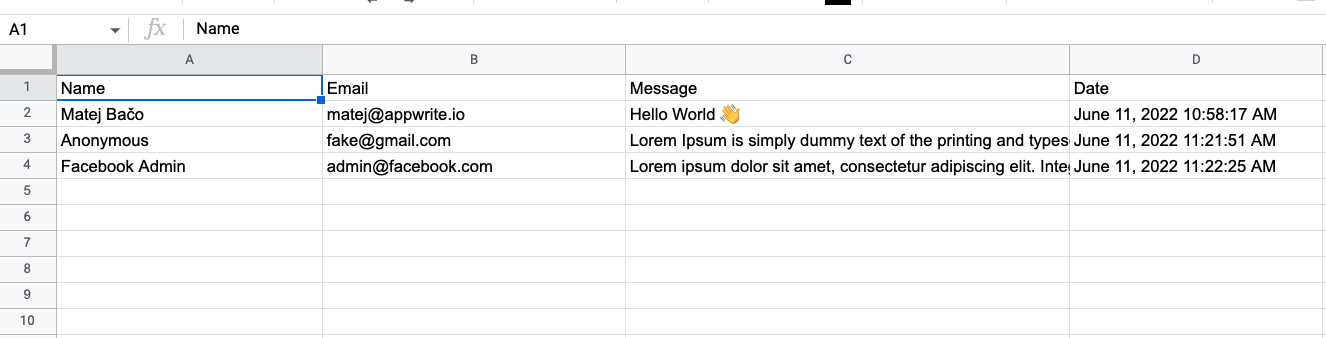 A1 fx Name
A B C D
1 Name Email Message Date
2 Matej Bačo matej@appwrite.io Hello World 👋 June 11, 2022 10:58:17 AM
3 Anonymous fake@gmail.com Lorem Ipsum is simply dummy text of the printing and types June 11, 2022 11:21:51 AM
4 Facebook Admin admin@facebook.com Lorem ipsum dolor sit amet, consectetur adipiscing elit. Inte June 11, 2022 11:22:25 AM
5
6
7
8
9
10